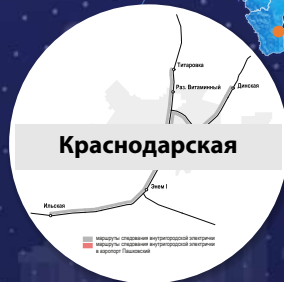 Титаровка
Раз. Витаминный
Динская
Краснодарская
Энем I
Ильская
маршруты следования внутригородской электрички
маршруты следования внутригородской электрички
в аэропорт Пашковский